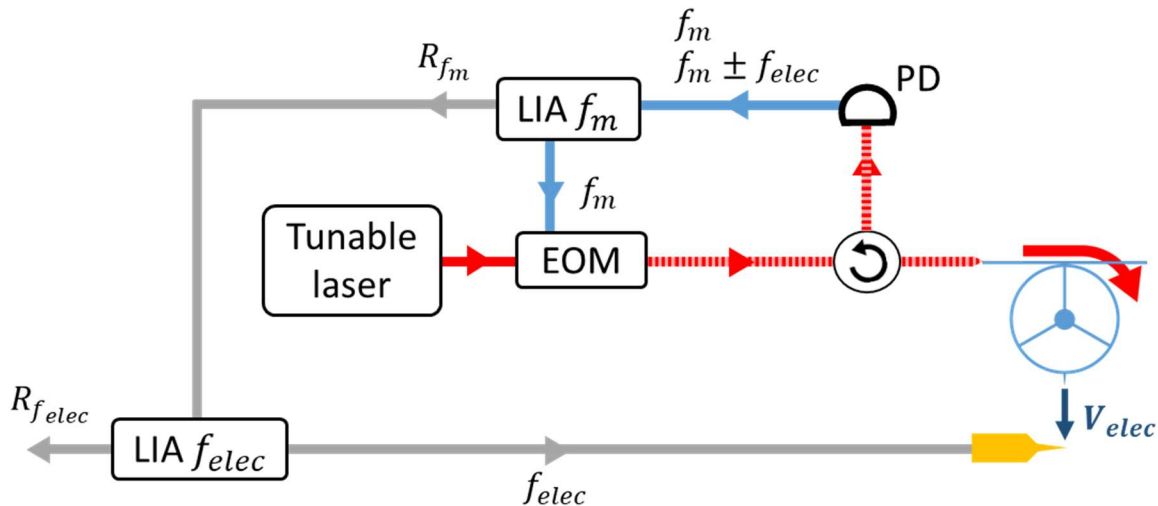 f_m
f_m ± f_elec
R_{f_m}
PD
LIA f_m
f_m
Tunable
laser
EOM
R_{f_elec}
LIA f_elec
V_elec
f_elec